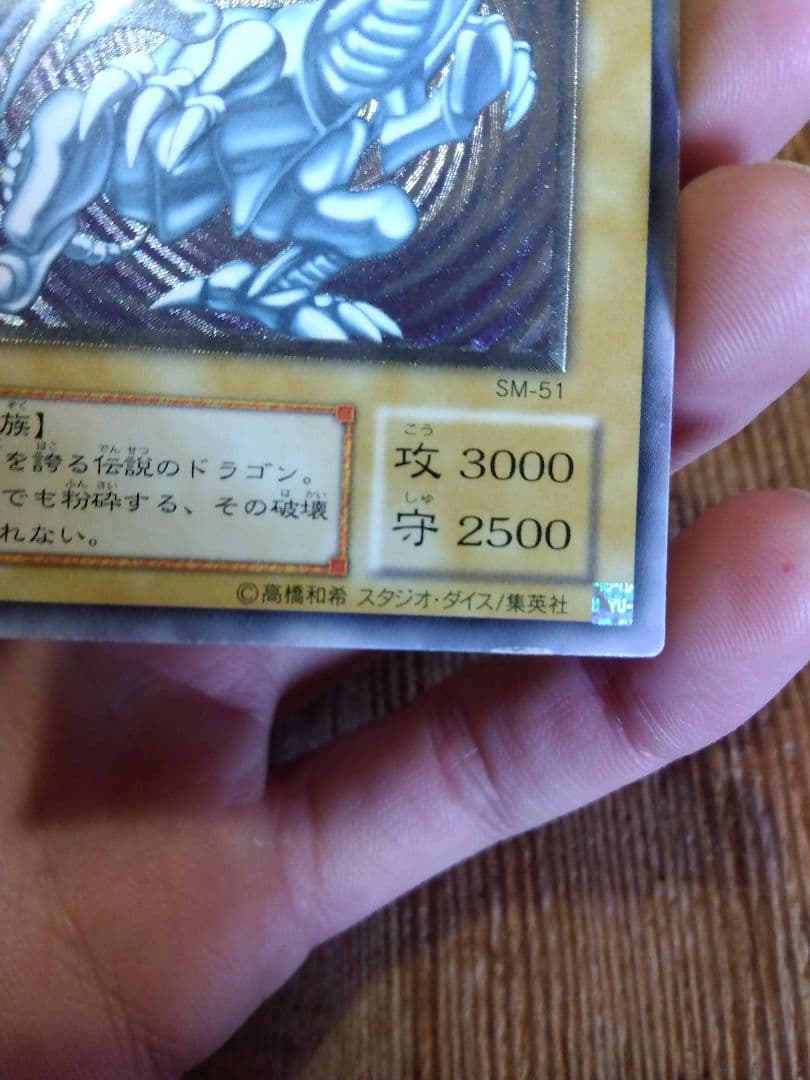 SM-51
族】
を誇る伝説のドラゴン。
でも粉砕する、その破壊
れない。
攻 3000
守 2500
©高橋和希 スタジオ・ダイス/集英社
YU-